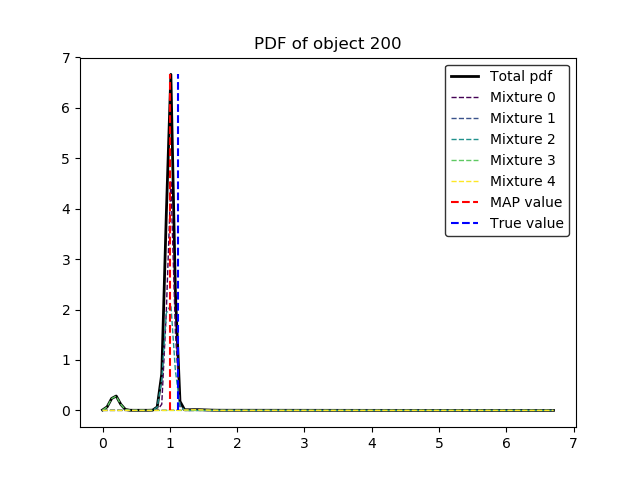 PDF of object 200
7
6
5
4
3
2
1
0
0 1 2 3 4 5 6 7
Total pdf
Mixture 0
Mixture 1
Mixture 2
Mixture 3
Mixture 4
MAP value
True value